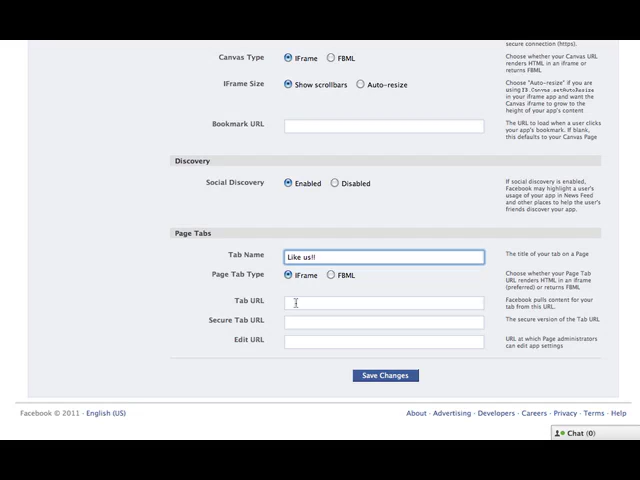 secure connection (https).
Canvas Type IFrame FBML Choose whether your Canvas URL
renders HTML in an iframe or
returns FBML
IFrame Size Show scrollbars Auto-resize Choose "Auto-resize" if you are
using FB.Canvas.setAutoResize
in your iframe app and want the
Canvas iframe to grow to the
height of your app's content
Bookmark URL The URL to load when a user clicks
your app's bookmark. If blank,
this defaults to your Canvas Page
Discovery
Social Discovery Enabled Disabled If social discovery is enabled,
Facebook may highlight a user's
usage of your app in News Feed
and other places to help the user's
friends discover your app.
Page Tabs
Tab Name Like us!! The title of your tab on a Page
Page Tab Type IFrame FBML Choose whether your Page Tab
URL renders HTML in an iframe
(preferred) or returns FBML
Tab URL Facebook pulls content for your
tab from this URL.
Secure Tab URL The secure version of the Tab URL
Edit URL URL at which Page administrators
can edit app settings
Save Changes
Facebook © 2011 · English (US) About · Advertising · Developers · Careers · Privacy · Terms · Help
Chat (0)